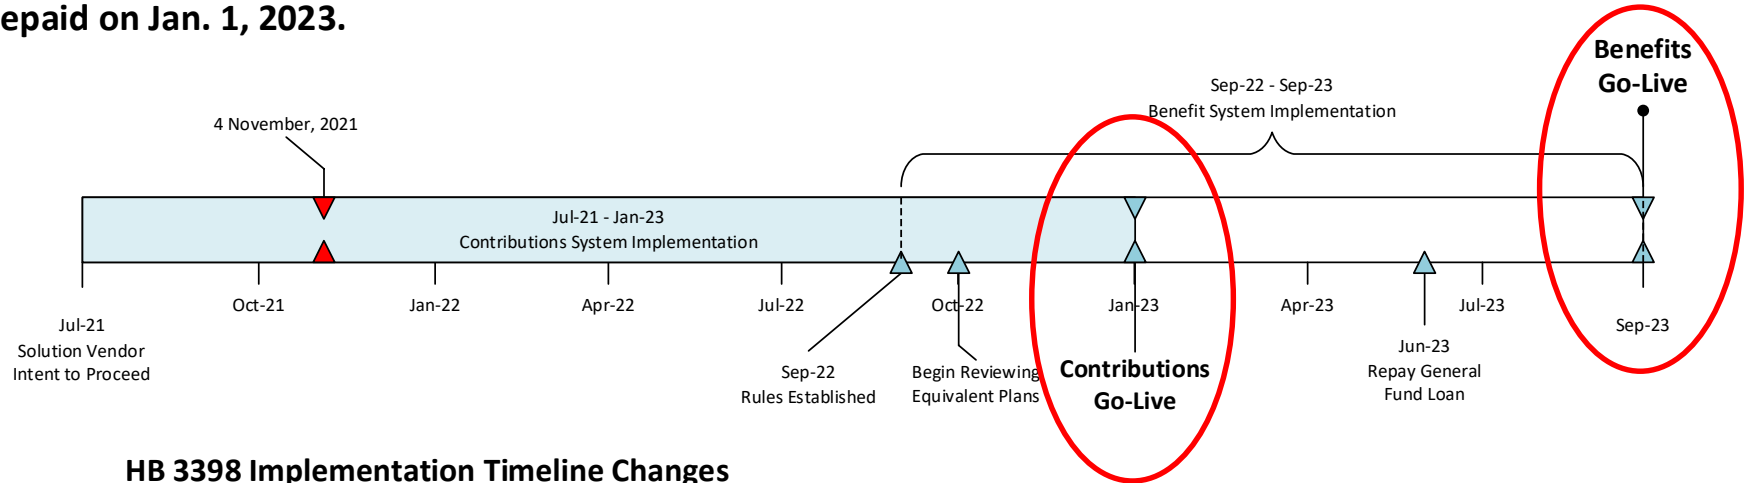 epaid on Jan. 1, 2023.
Benefits
Go-Live
Sep-22 - Sep-23
Benefit System Implementation
4 November, 2021
Jul-21 - Jan-23
Contributions System Implementation
Oct-21
Jan-22
Apr-22
Jul-22
Oct-22
Jan-23
Apr-23
Jul-23
Sep-23
Jul-21
Solution Vendor
Intent to Proceed
Sep-22
Rules Established
Begin Reviewing
Equivalent Plans
Contributions
Go-Live
Jun-23
Repay General
Fund Loan
HB 3398 Implementation Timeline Changes